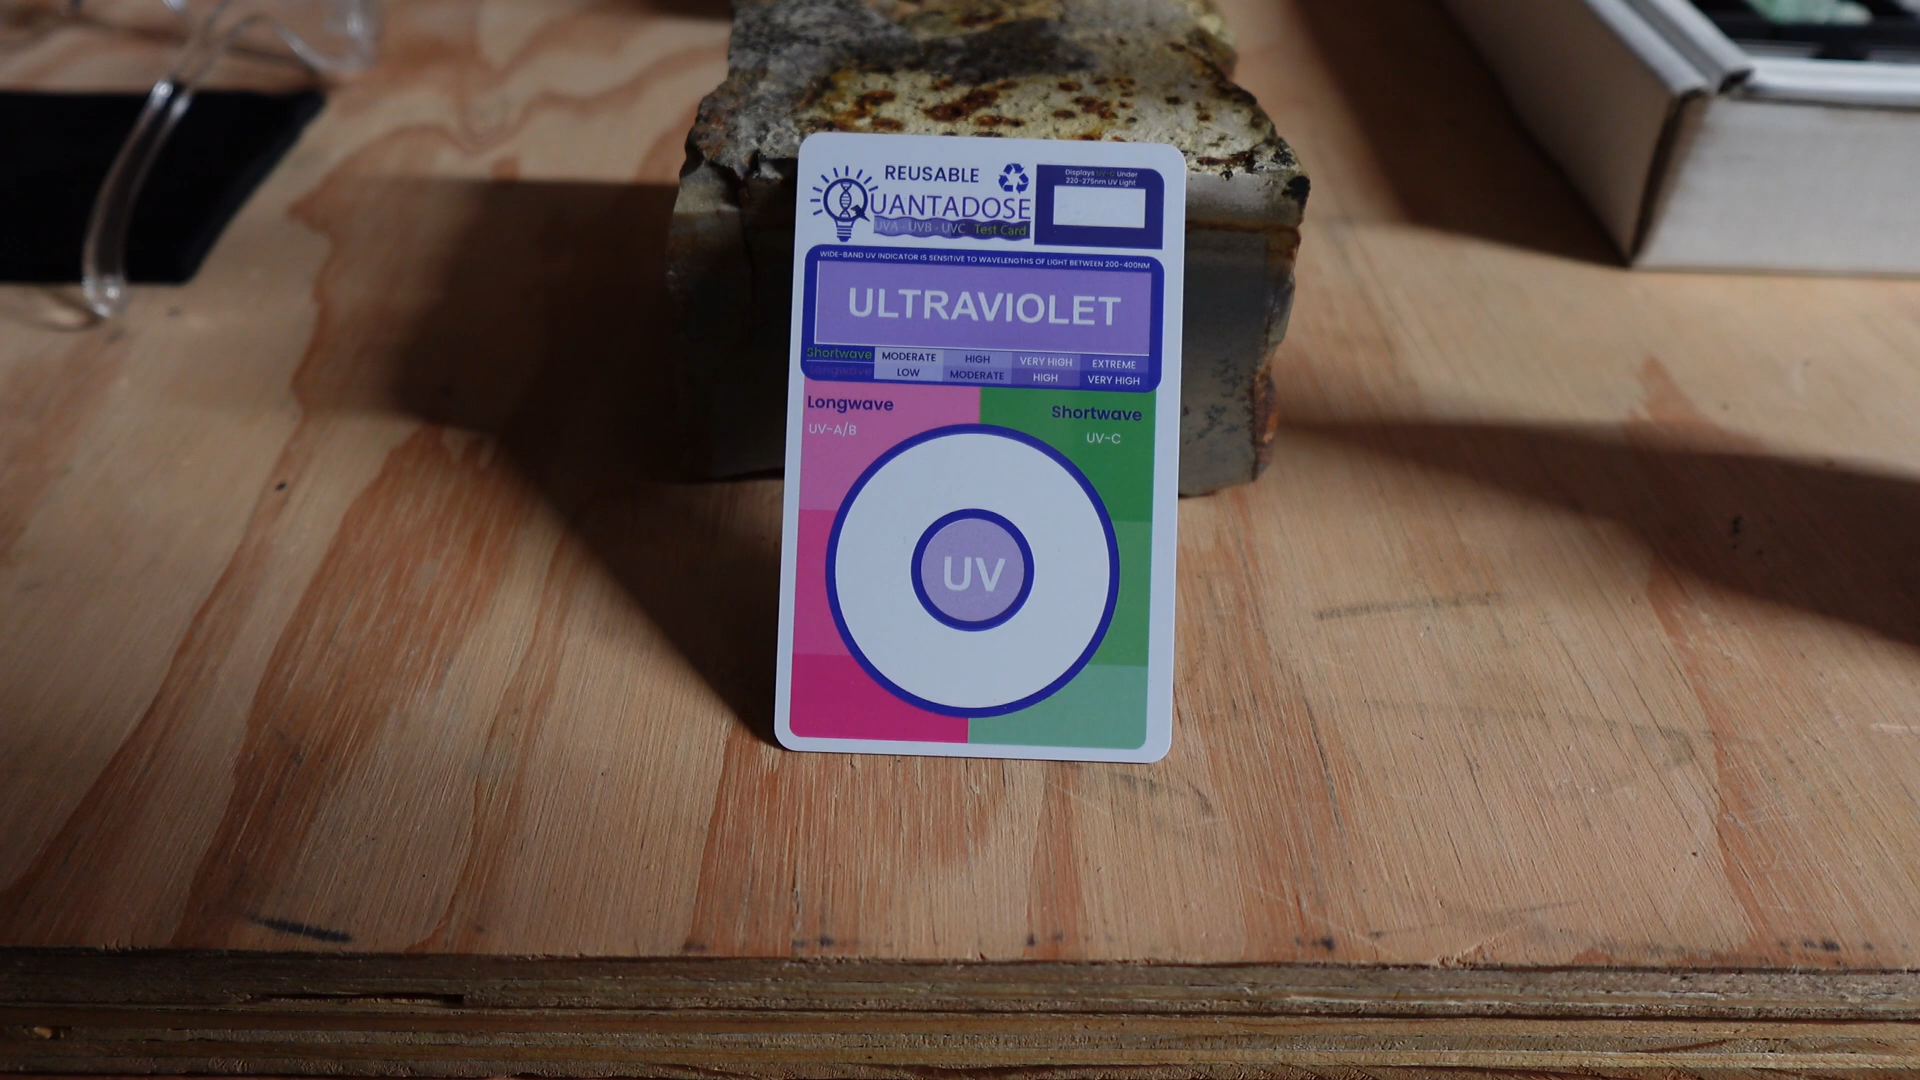 REUSABLE
QUANTADOSE
UVA - UVB - UVC Test Card
Displays UV-C Under
220-275nm UV Light
WIDE-BAND UV INDICATOR IS SENSITIVE TO WAVELENGTHS OF LIGHT BETWEEN 200-400NM
ULTRAVIOLET
Shortwave MODERATE HIGH VERY HIGH EXTREME
Longwave LOW MODERATE HIGH VERY HIGH
Longwave
UV-A/B
Shortwave
UV-C
UV